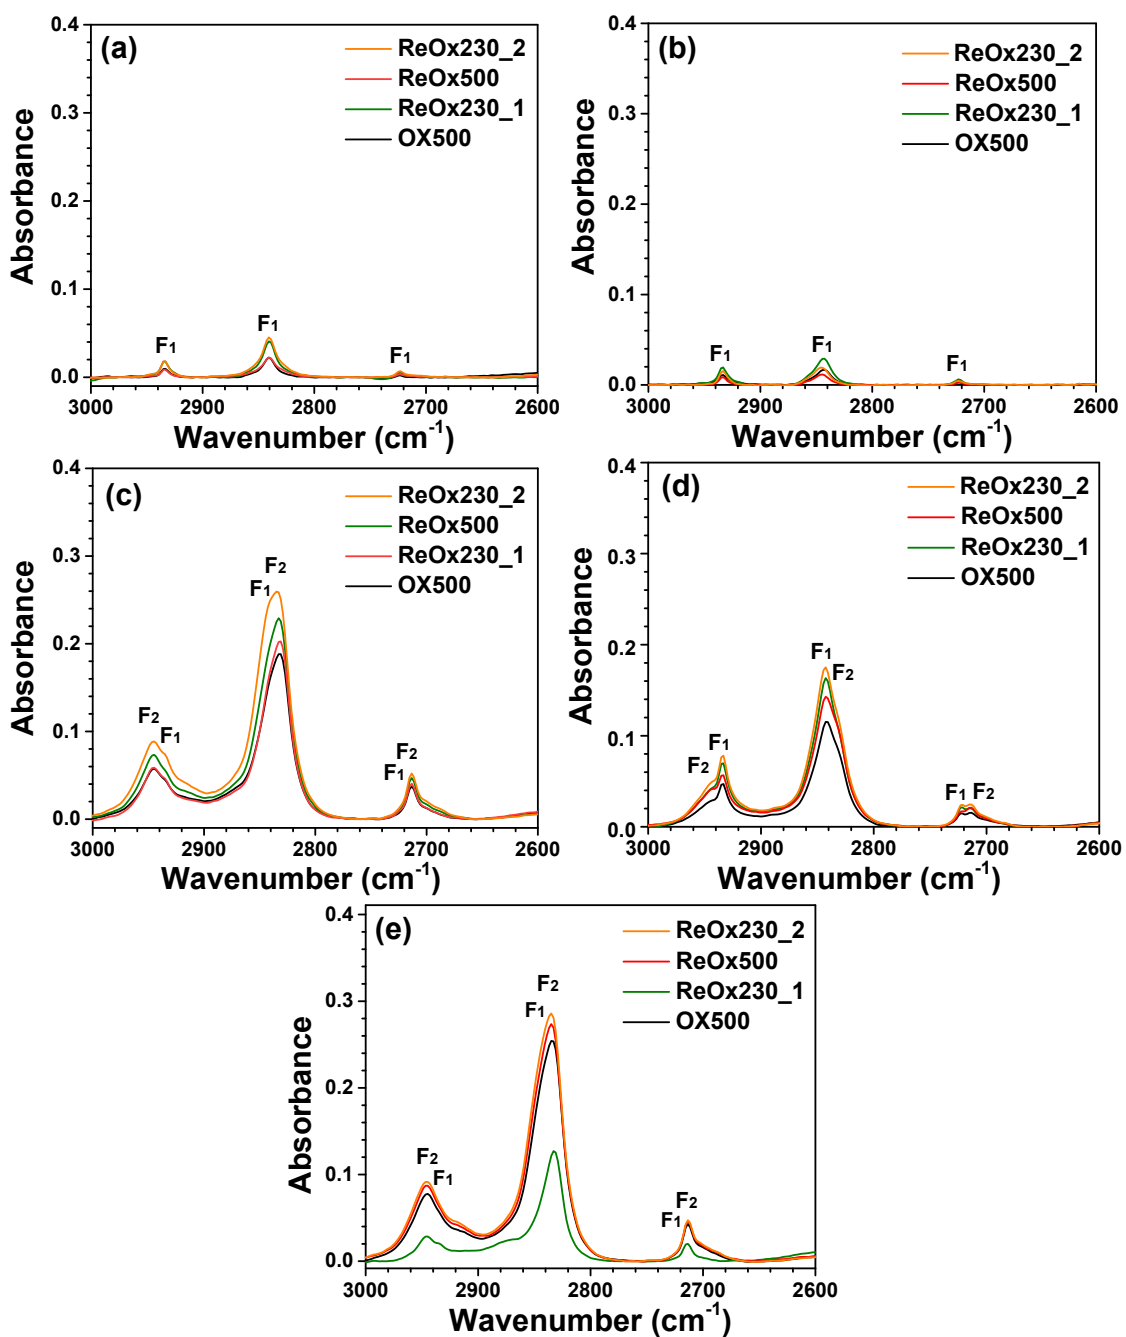 (a)
ReOx230_2
ReOx500
ReOx230_1
OX500
F1
F1
F1
0.4
0.3
0.2
0.1
0.0
3000 2900 2800 2700 2600
Absorbance
Wavenumber (cm-1)
(b)
ReOx230_2
ReOx500
ReOx230_1
OX500
F1
F1
F1
0.4
0.3
0.2
0.1
0.0
3000 2900 2800 2700 2600
Absorbance
Wavenumber (cm-1)
(c)
ReOx230_2
ReOx500
ReOx230_1
OX500
F2
F1
F2
F1
F2
F1
0.4
0.3
0.2
0.1
0.0
3000 2900 2800 2700 2600
Absorbance
Wavenumber (cm-1)
(d)
ReOx230_2
ReOx500
ReOx230_1
OX500
F1
F2
F1
F2
F1 F2
0.4
0.3
0.2
0.1
0.0
3000 2900 2800 2700 2600
Absorbance
Wavenumber (cm-1)
(e)
ReOx230_2
ReOx500
ReOx230_1
OX500
F2
F1
F2
F1
F2
F1
0.4
0.3
0.2
0.1
0.0
3000 2900 2800 2700 2600
Absorbance
Wavenumber (cm-1)